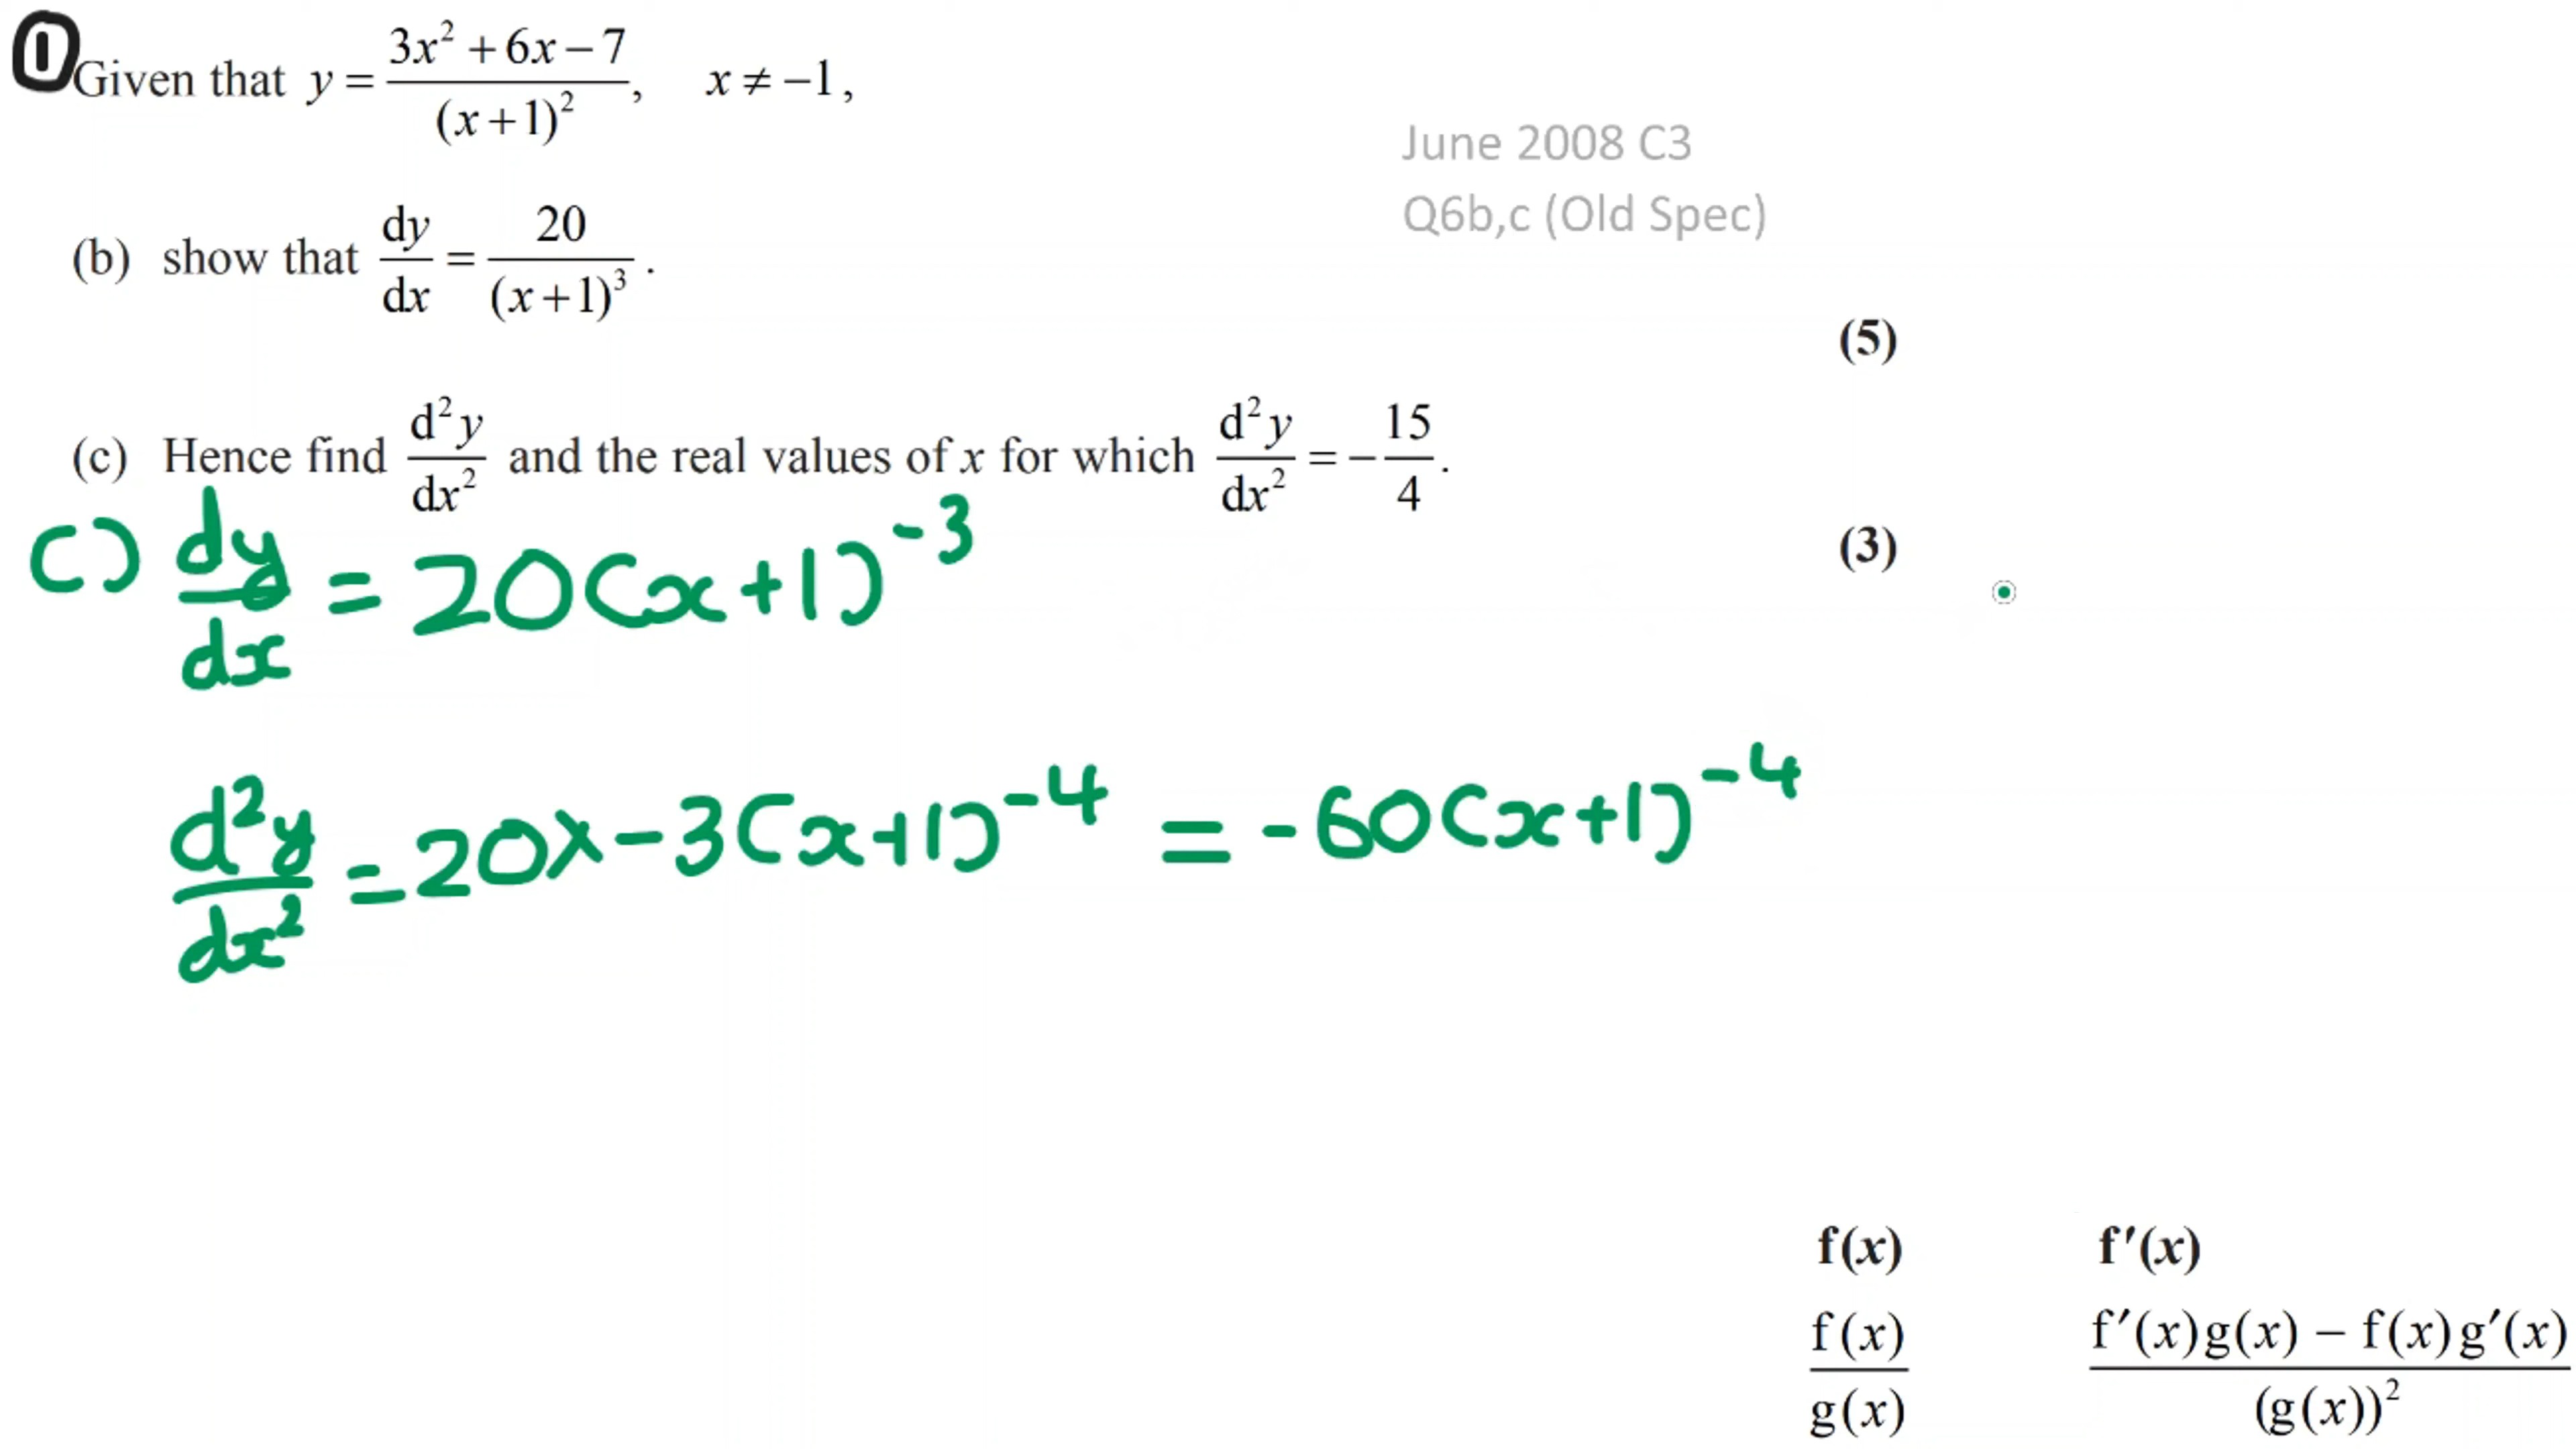 ① Given that y = (3x² + 6x − 7)/(x + 1)², x ≠ −1,
June 2008 C3
Q6b,c (Old Spec)
(b) show that dy/dx = 20/(x + 1)³.
(5)
(c) Hence find d²y/dx² and the real values of x for which d²y/dx² = −15/4.
(3)
c) dy/dx = 20(x+1)⁻³
d²y/dx² = 20x−3(x+1)⁻⁴ = −60(x+1)⁻⁴
f(x) f′(x)
f(x)/g(x) (f′(x)g(x) − f(x)g′(x))/(g(x))²